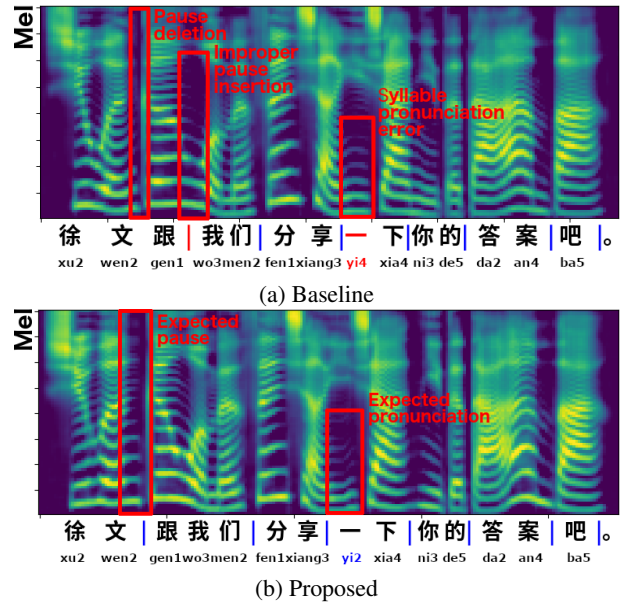 Mel
Pause
deletion
Improper
pause
insertion
Syllable
pronunciation
error
徐 文 跟 | 我 们 | 分 享 | 一 下 | 你 的 | 答 案 | 吧 | 。
xu2 wen2 gen1 wo3men2 fen1xiang3 yi4 xia4 ni3 de5 da2 an4 ba5
(a) Baseline
Mel
Expected
pause
Expected
pronunciation
徐 文 | 跟 我 们 | 分 享 | 一 下 | 你 的 | 答 案 | 吧 | 。
xu2 wen2 gen1wo3men2 fen1xiang3 yi2 xia4 ni3 de5 da2 an4 ba5
(b) Proposed